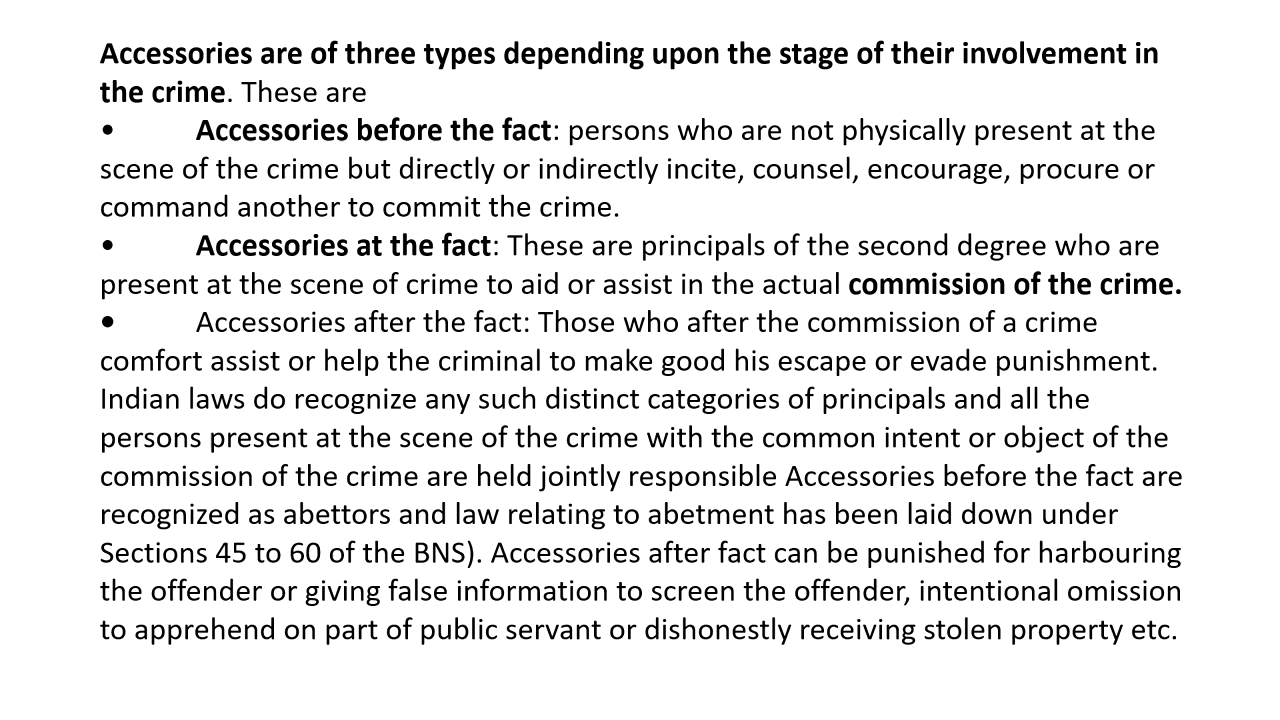 Accessories are of three types depending upon the stage of their involvement in
the crime. These are
• Accessories before the fact: persons who are not physically present at the
scene of the crime but directly or indirectly incite, counsel, encourage, procure or
command another to commit the crime.
• Accessories at the fact: These are principals of the second degree who are
present at the scene of crime to aid or assist in the actual commission of the crime.
• Accessories after the fact: Those who after the commission of a crime
comfort assist or help the criminal to make good his escape or evade punishment.
Indian laws do recognize any such distinct categories of principals and all the
persons present at the scene of the crime with the common intent or object of the
commission of the crime are held jointly responsible Accessories before the fact are
recognized as abettors and law relating to abetment has been laid down under
Sections 45 to 60 of the BNS). Accessories after fact can be punished for harbouring
the offender or giving false information to screen the offender, intentional omission
to apprehend on part of public servant or dishonestly receiving stolen property etc.